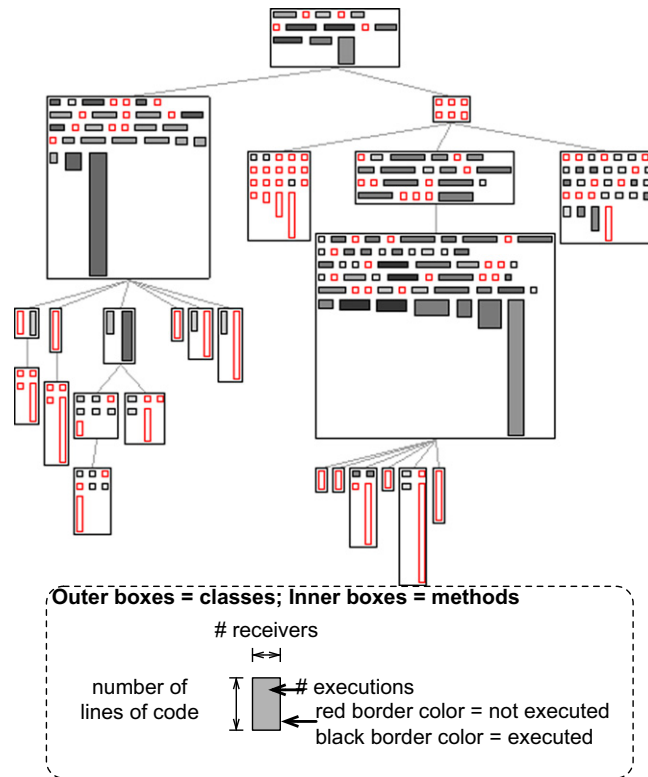 Outer boxes = classes; Inner boxes = methods
# receivers
number of
lines of code
# executions
red border color = not executed
black border color = executed